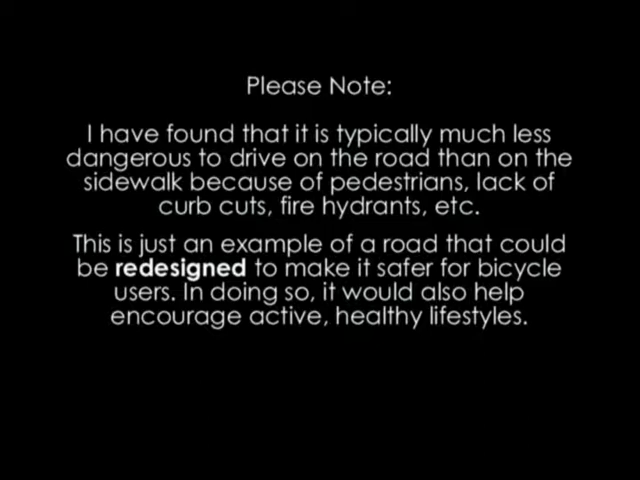 Please Note:
I have found that it is typically much less
dangerous to drive on the road than on the
sidewalk because of pedestrians, lack of
curb cuts, fire hydrants, etc.
This is just an example of a road that could
be redesigned to make it safer for bicycle
users. In doing so, it would also help
encourage active, healthy lifestyles.